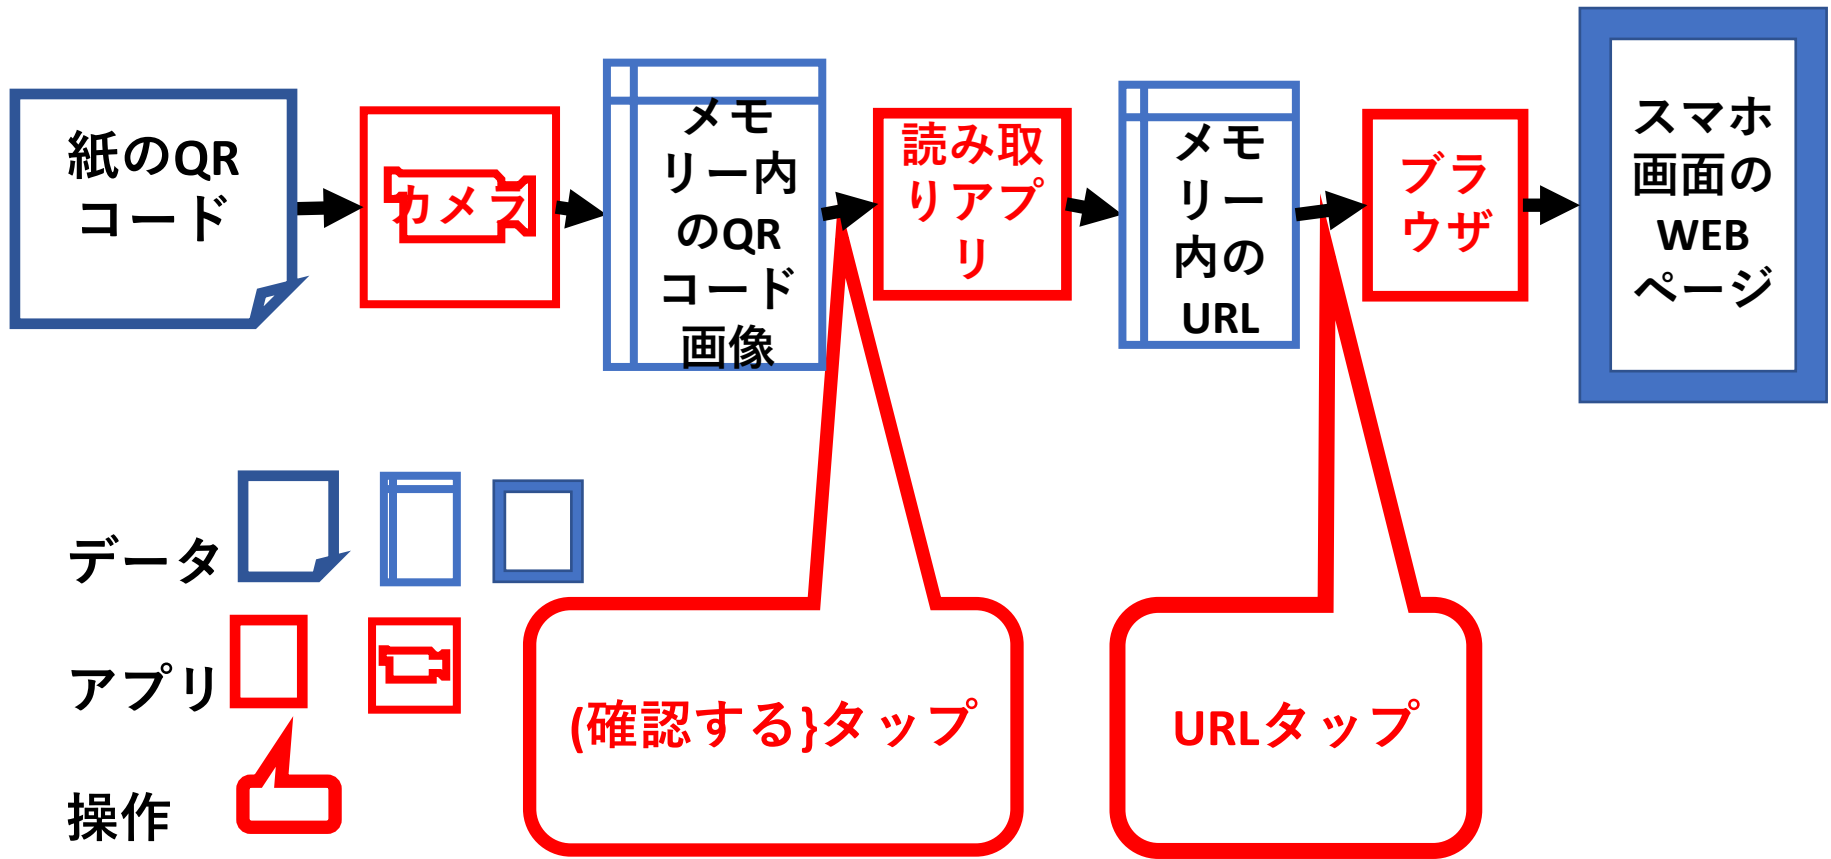 紙のQR
コード
カメラ
メモ
リー内
のQR
コード
画像
読み取
りアプ
リ
メモ
リー
内の
URL
ブラ
ウザ
スマホ
画面の
WEB
ページ
データ
アプリ
操作
(確認する}タップ
URLタップ